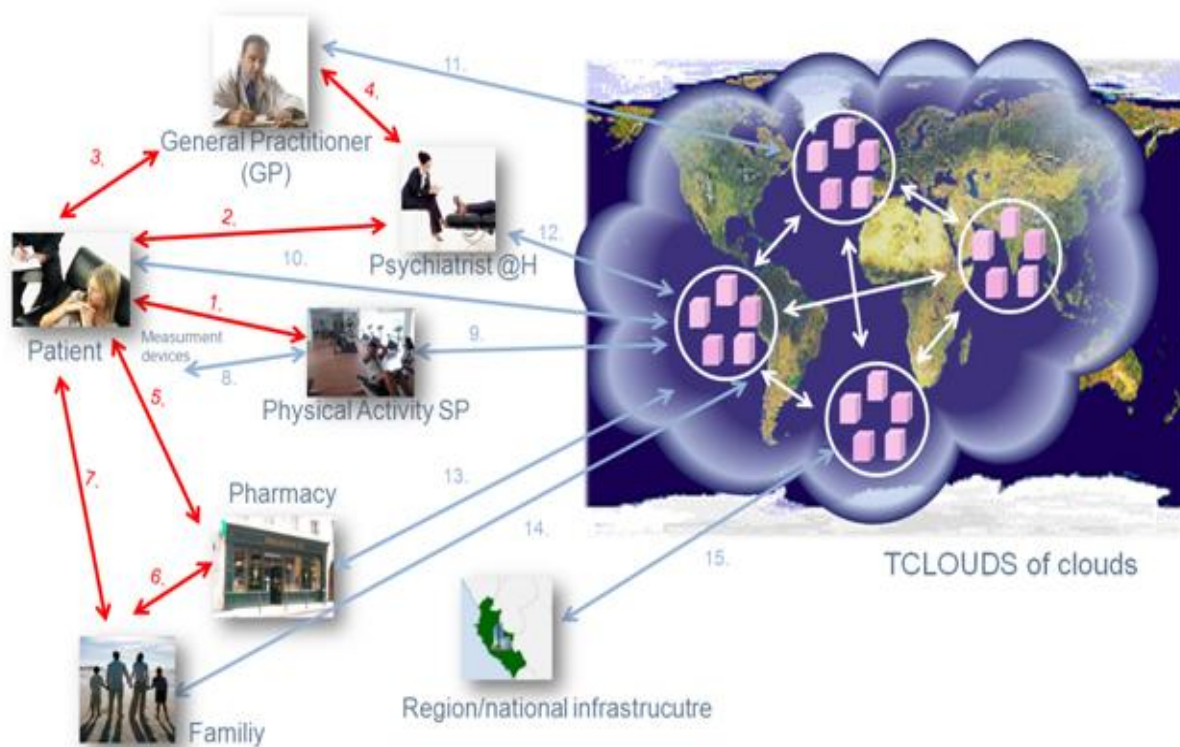 11.
4.
General Practitioner
(GP)
3.
2.
12.
10.
Psychiatrist @H
1.
Measurment
devices
9.
Patient
8.
Physical Activity SP
5.
7.
Pharmacy
13.
14.
15.
TCLOUDS of clouds
6.
Region/national infrastrucutre
Familiy